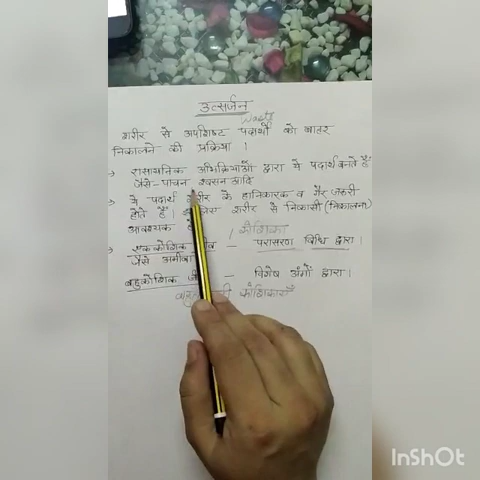 उत्सर्जन
waste
शरीर से अपशिष्ट पदार्थों को बाहर
निकालने की प्रक्रिया ।
→ रासायनिक अभिक्रियाओं द्वारा ये पदार्थ बनते हैं
जैसे - पाचन श्वसन आदि
→ ये पदार्थ शरीर के हानिकारक व गैर जरुरी
होते हैं । शरीर से निकासी (निकालना)
आवश्यक
कोशिका
→ एककोशिक जीव - परासरण विधि द्वारा ।
जैसे अमीबा
बहुकोशिक - विशेष अंगों द्वारा ।
कोशिकाएँ
InShOt